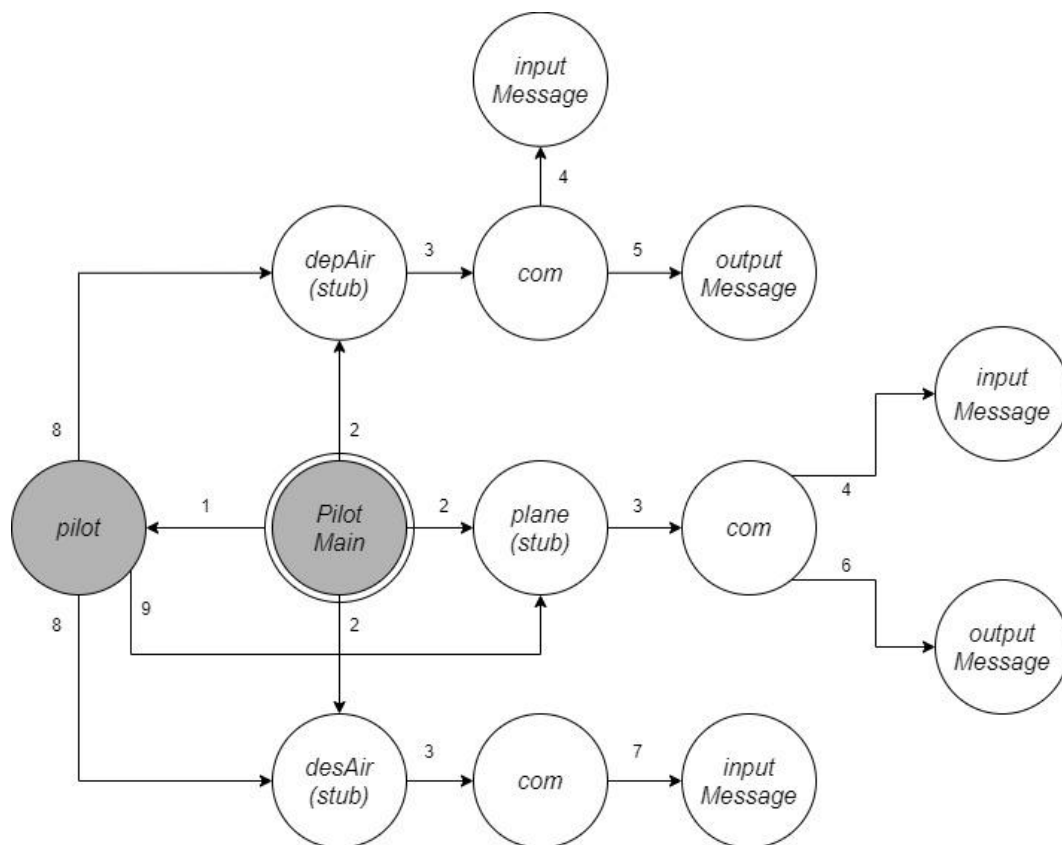 input
Message
4
depAir
(stub)
3
com
5
output
Message
input
Message
8
2
4
pilot
1
Pilot
Main
2
plane
(stub)
3
com
6
8
9
2
output
Message
desAir
(stub)
3
com
7
input
Message